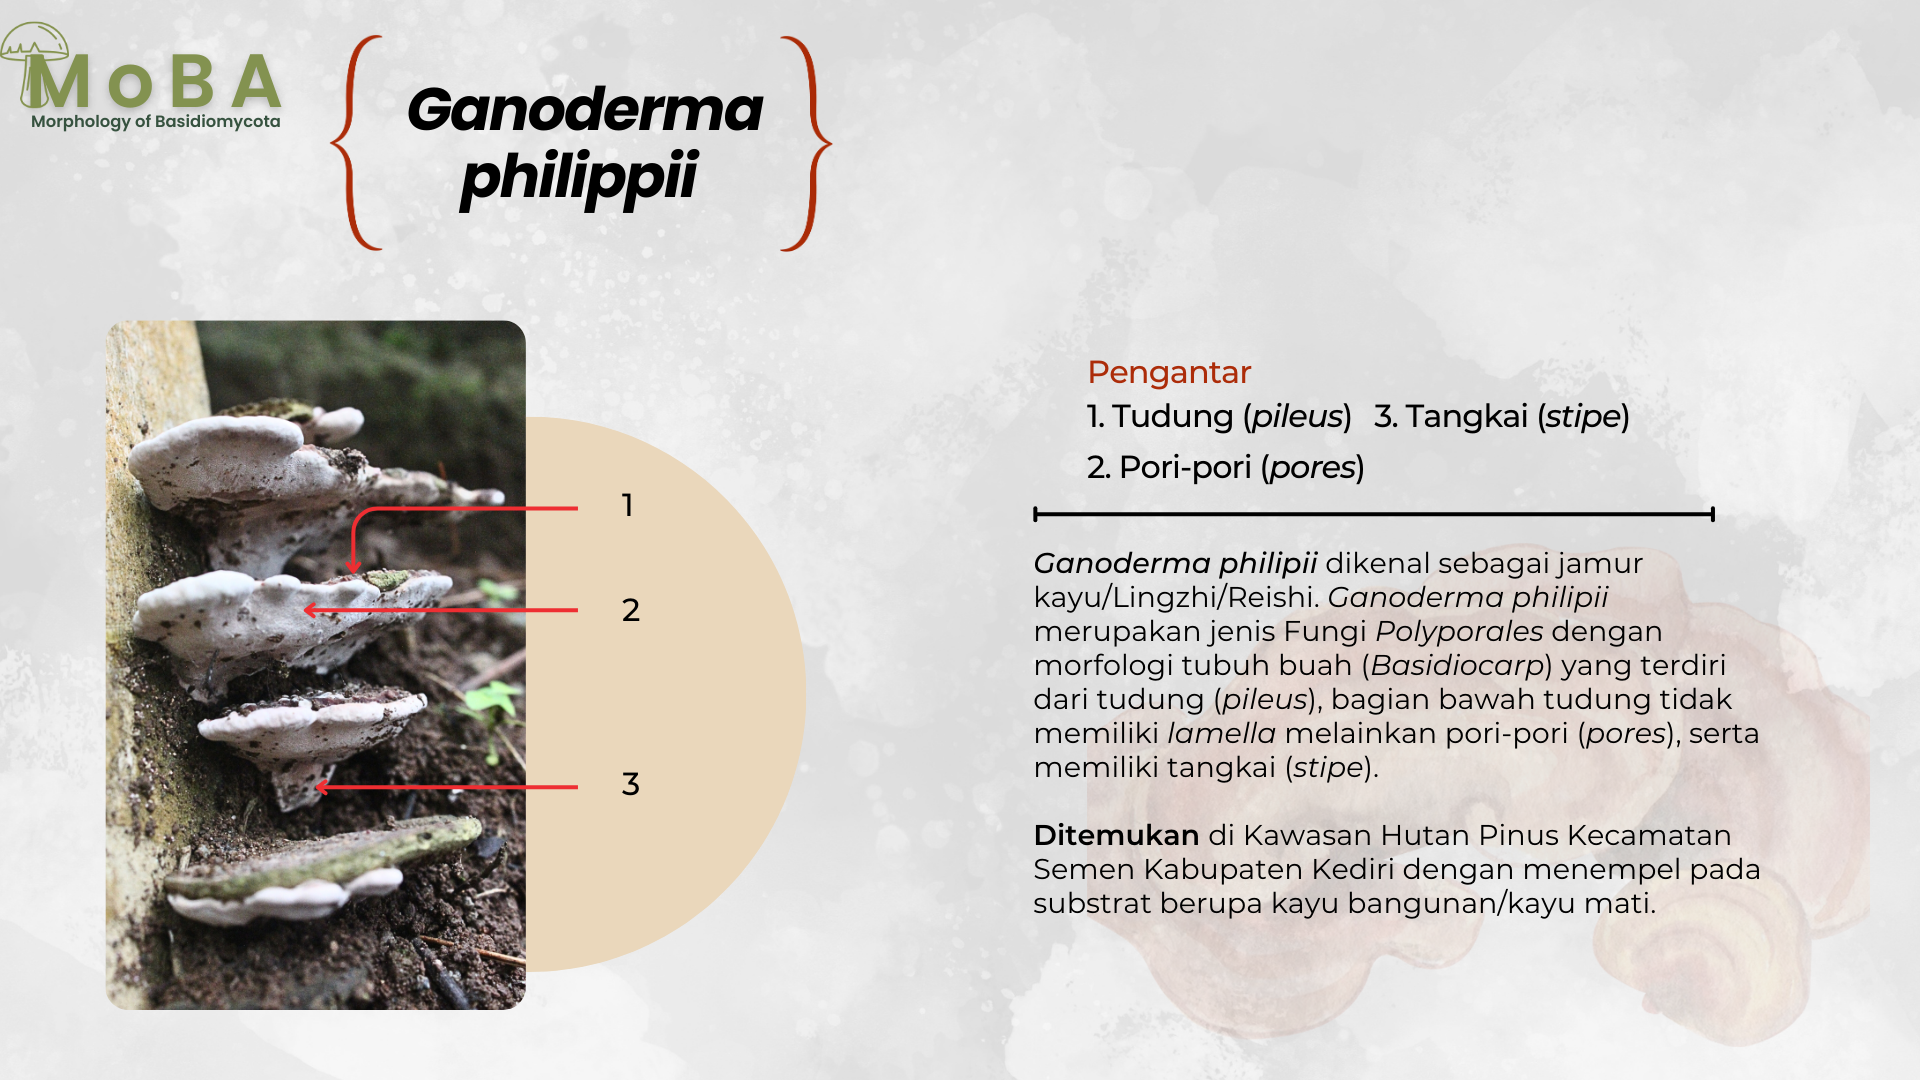 MoBA
Morphology of Basidiomycota
Ganoderma
philippii
1
2
3
Pengantar
1. Tudung (pileus) 3. Tangkai (stipe)
2. Pori-pori (pores)
Ganoderma philipii dikenal sebagai jamur
kayu/Lingzhi/Reishi. Ganoderma philipii
merupakan jenis Fungi Polyporales dengan
morfologi tubuh buah (Basidiocarp) yang terdiri
dari tudung (pileus), bagian bawah tudung tidak
memiliki lamella melainkan pori-pori (pores), serta
memiliki tangkai (stipe).
Ditemukan di Kawasan Hutan Pinus Kecamatan
Semen Kabupaten Kediri dengan menempel pada
substrat berupa kayu bangunan/kayu mati.